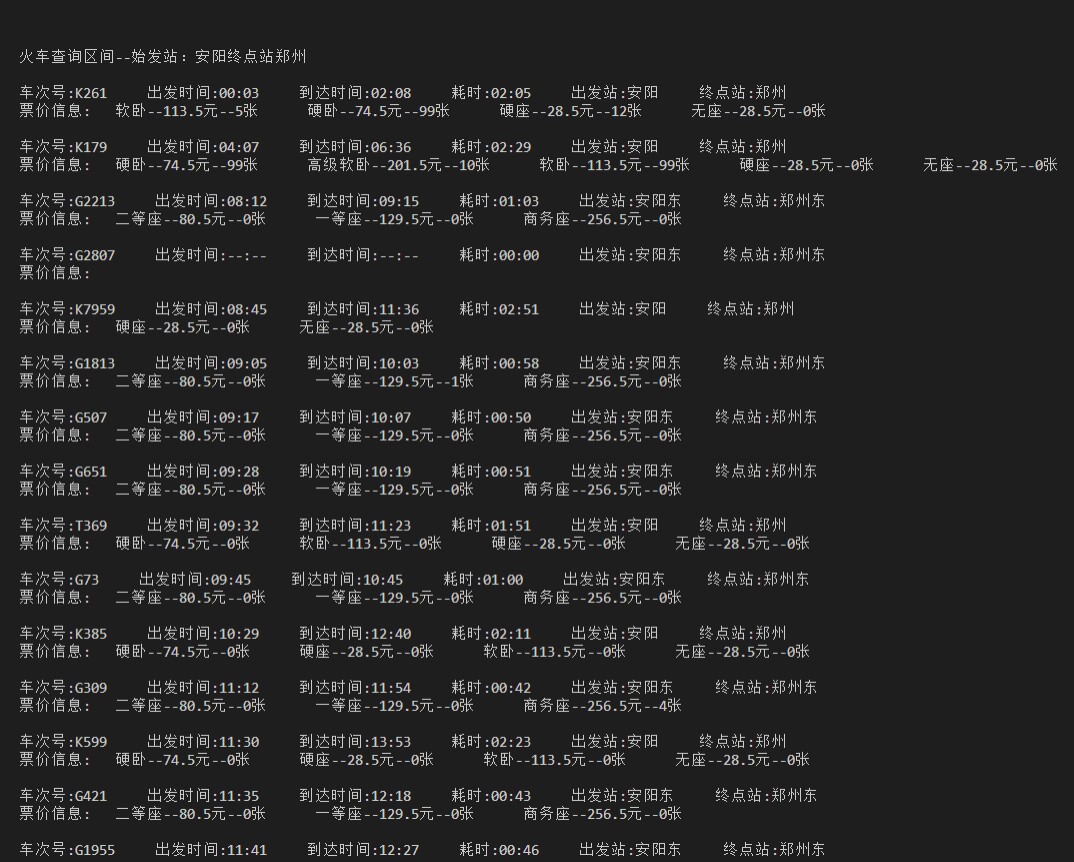 火车查询区间--始发站：安阳终点站郑州
车次号:K261 出发时间:00:03 到达时间:02:08 耗时:02:05 出发站:安阳 终点站:郑州
票价信息: 软卧--113.5元--5张 硬卧--74.5元--99张 硬座--28.5元--12张 无座--28.5元--0张
车次号:K179 出发时间:04:07 到达时间:06:36 耗时:02:29 出发站:安阳 终点站:郑州
票价信息: 硬卧--74.5元--99张 高级软卧--201.5元--10张 软卧--113.5元--99张 硬座--28.5元--0张 无座--28.5元--0张
车次号:G2213 出发时间:08:12 到达时间:09:15 耗时:01:03 出发站:安阳东 终点站:郑州东
票价信息: 二等座--80.5元--0张 一等座--129.5元--0张 商务座--256.5元--0张
车次号:G2807 出发时间:--:-- 到达时间:--:-- 耗时:00:00 出发站:安阳东 终点站:郑州东
票价信息:
车次号:K7959 出发时间:08:45 到达时间:11:36 耗时:02:51 出发站:安阳 终点站:郑州
票价信息: 硬座--28.5元--0张 无座--28.5元--0张
车次号:G1813 出发时间:09:05 到达时间:10:03 耗时:00:58 出发站:安阳东 终点站:郑州东
票价信息: 二等座--80.5元--0张 一等座--129.5元--1张 商务座--256.5元--0张
车次号:G507 出发时间:09:17 到达时间:10:07 耗时:00:50 出发站:安阳东 终点站:郑州东
票价信息: 二等座--80.5元--0张 一等座--129.5元--0张 商务座--256.5元--0张
车次号:G651 出发时间:09:28 到达时间:10:19 耗时:00:51 出发站:安阳东 终点站:郑州东
票价信息: 二等座--80.5元--0张 一等座--129.5元--0张 商务座--256.5元--0张
车次号:T369 出发时间:09:32 到达时间:11:23 耗时:01:51 出发站:安阳 终点站:郑州
票价信息: 硬卧--74.5元--0张 软卧--113.5元--0张 硬座--28.5元--0张 无座--28.5元--0张
车次号:G73 出发时间:09:45 到达时间:10:45 耗时:01:00 出发站:安阳东 终点站:郑州东
票价信息: 二等座--80.5元--0张 一等座--129.5元--0张 商务座--256.5元--0张
车次号:K385 出发时间:10:29 到达时间:12:40 耗时:02:11 出发站:安阳 终点站:郑州
票价信息: 硬卧--74.5元--0张 硬座--28.5元--0张 软卧--113.5元--0张 无座--28.5元--0张
车次号:G309 出发时间:11:12 到达时间:11:54 耗时:00:42 出发站:安阳东 终点站:郑州东
票价信息: 二等座--80.5元--0张 一等座--129.5元--0张 商务座--256.5元--4张
车次号:K599 出发时间:11:30 到达时间:13:53 耗时:02:23 出发站:安阳 终点站:郑州
票价信息: 硬卧--74.5元--0张 硬座--28.5元--0张 软卧--113.5元--0张 无座--28.5元--0张
车次号:G421 出发时间:11:35 到达时间:12:18 耗时:00:43 出发站:安阳东 终点站:郑州东
票价信息: 二等座--80.5元--0张 一等座--129.5元--0张 商务座--256.5元--0张
车次号:G1955 出发时间:11:41 到达时间:12:27 耗时:00:46 出发站:安阳东 终点站:郑州东